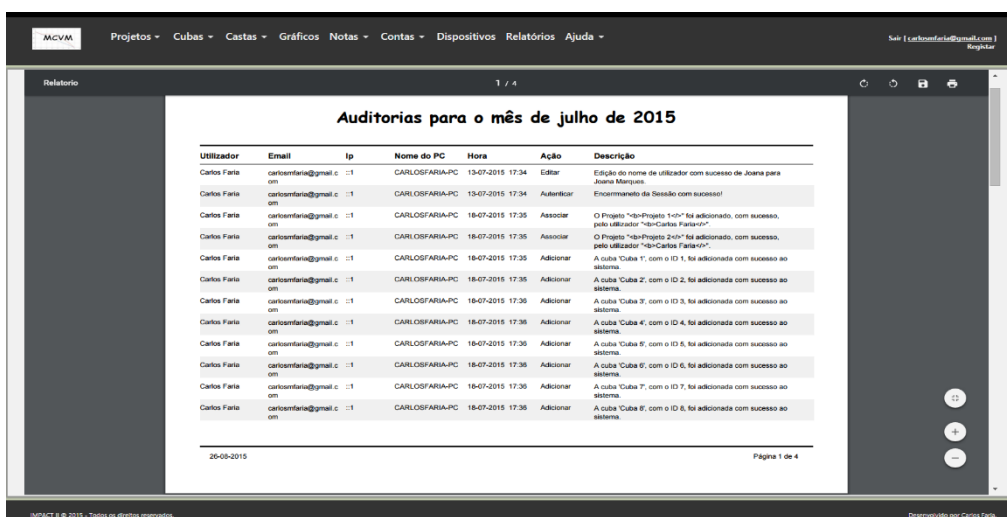 MCVM
Projetos Cubas Castas Gráficos Notas Contas Dispositivos Relatórios Ajuda
Sair [ carlosmfaria@gmail.com ]
Registar
Relatorio 1 / 4
Auditorias para o mês de julho de 2015
Utilizador Email Ip Nome do PC Hora Ação Descrição
Carlos Faria carlosmfaria@gmail.c ::1 CARLOSFARIA-PC 13-07-2015 17:34 Editar Edição do nome de utilizador com sucesso de Joana para
om Joana Marques.
Carlos Faria carlosmfaria@gmail.c ::1 CARLOSFARIA-PC 13-07-2015 17:34 Autenticar Encerrmaneto da Sessão com sucesso!
om
Carlos Faria carlosmfaria@gmail.c ::1 CARLOSFARIA-PC 18-07-2015 17:35 Associar O Projeto "<b>Projeto 1</>" foi adicionado, com sucesso,
om pelo utilizador "<b>Carlos Faria</>".
Carlos Faria carlosmfaria@gmail.c ::1 CARLOSFARIA-PC 18-07-2015 17:35 Associar O Projeto "<b>Projeto 2</>" foi adicionado, com sucesso,
om pelo utilizador "<b>Carlos Faria</>".
Carlos Faria carlosmfaria@gmail.c ::1 CARLOSFARIA-PC 18-07-2015 17:35 Adicionar A cuba 'Cuba 1', com o ID 1, foi adicionada com sucesso ao
om sistema.
Carlos Faria carlosmfaria@gmail.c ::1 CARLOSFARIA-PC 18-07-2015 17:35 Adicionar A cuba 'Cuba 2', com o ID 2, foi adicionada com sucesso ao
om sistema.
Carlos Faria carlosmfaria@gmail.c ::1 CARLOSFARIA-PC 18-07-2015 17:36 Adicionar A cuba 'Cuba 3', com o ID 3, foi adicionada com sucesso ao
om sistema.
Carlos Faria carlosmfaria@gmail.c ::1 CARLOSFARIA-PC 18-07-2015 17:36 Adicionar A cuba 'Cuba 4', com o ID 4, foi adicionada com sucesso ao
om sistema.
Carlos Faria carlosmfaria@gmail.c ::1 CARLOSFARIA-PC 18-07-2015 17:36 Adicionar A cuba 'Cuba 5', com o ID 5, foi adicionada com sucesso ao
om sistema.
Carlos Faria carlosmfaria@gmail.c ::1 CARLOSFARIA-PC 18-07-2015 17:36 Adicionar A cuba 'Cuba 6', com o ID 6, foi adicionada com sucesso ao
om sistema.
Carlos Faria carlosmfaria@gmail.c ::1 CARLOSFARIA-PC 18-07-2015 17:36 Adicionar A cuba 'Cuba 7', com o ID 7, foi adicionada com sucesso ao
om sistema.
Carlos Faria carlosmfaria@gmail.c ::1 CARLOSFARIA-PC 18-07-2015 17:36 Adicionar A cuba 'Cuba 8', com o ID 8, foi adicionada com sucesso ao
om sistema.
26-08-2015 Página 1 de 4
IMPACT II © 2015 - Todos os direitos reservados. Desenvolvido por Carlos Faria.